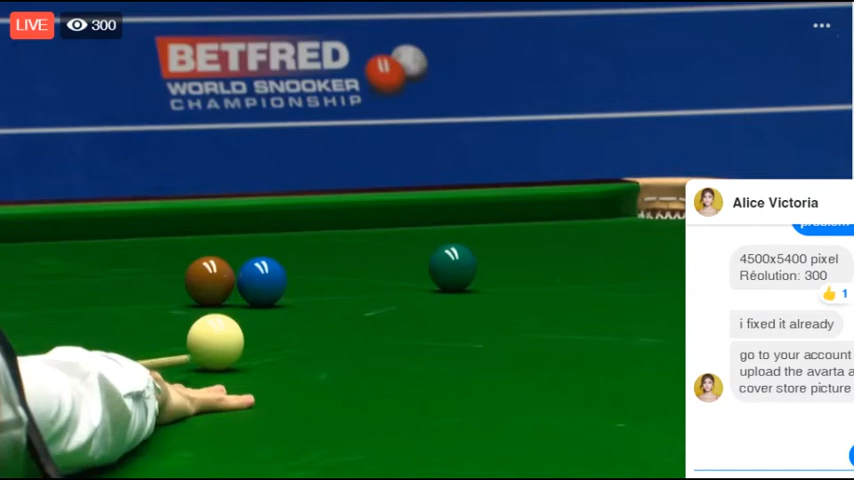 LIVE
300
BETFRED
WORLD SNOOKER
CHAMPIONSHIP
Alice Victoria
4500x5400 pixel
Réolution: 300
1
i fixed it already
go to your account
upload the avarta a
cover store picture